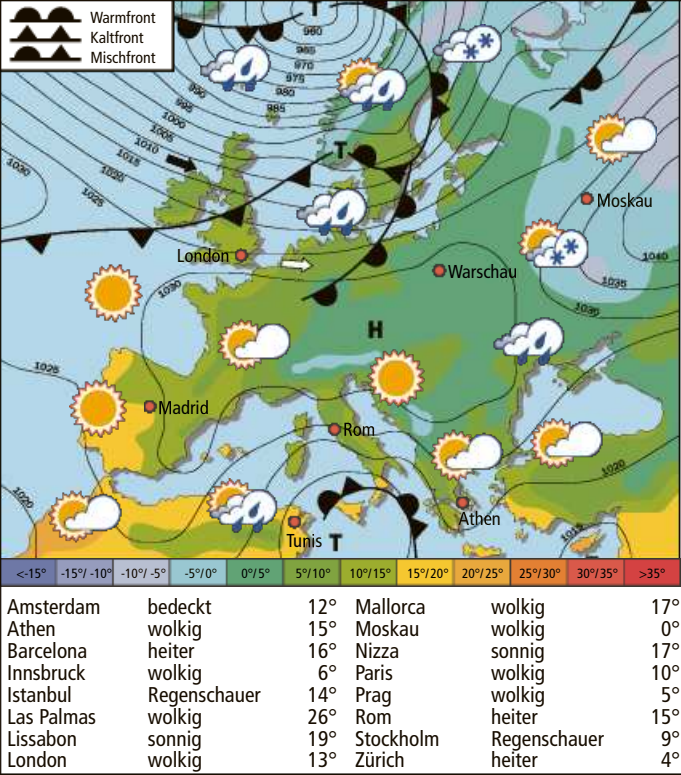 Warmfront
Kaltfront
Mischfront
T
960
965
970
975
980
985
990
995
1000
1005
1010
1015
1020
1025
1030
T
Moskau
London
Warschau
1040
1035
1030
1030
H
1025
Madrid
Rom
1020
1020
Athen
Tunis
T
1015
<-15° -15°/-10° -10°/-5° -5°/0° 0°/5° 5°/10° 10°/15° 15°/20° 20°/25° 25°/30° 30°/35° >35°
Amsterdam bedeckt 12° Mallorca wolkig 17°
Athen wolkig 15° Moskau wolkig 0°
Barcelona heiter 16° Nizza sonnig 17°
Innsbruck wolkig 6° Paris wolkig 10°
Istanbul Regenschauer 14° Prag wolkig 5°
Las Palmas wolkig 26° Rom heiter 15°
Lissabon sonnig 19° Stockholm Regenschauer 9°
London wolkig 13° Zürich heiter 4°